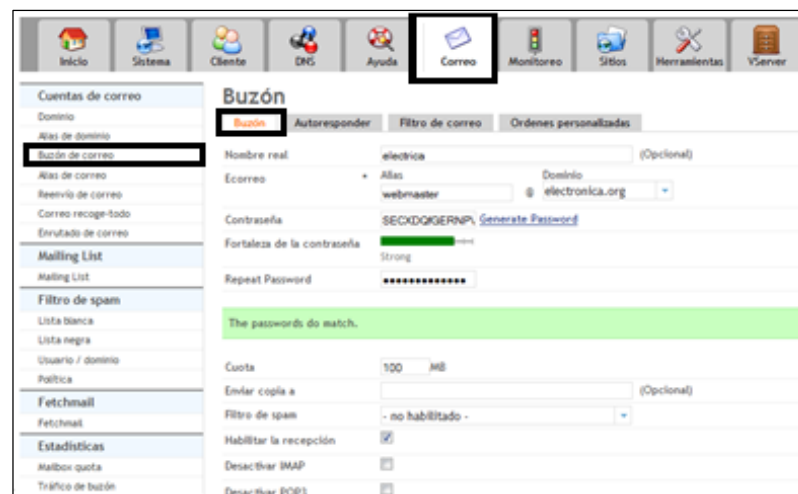 Inicio Sistema Cliente DNS Ayuda Correo Monitoreo Sitios Herramientas VServer
Cuentas de correo
Dominio
Alias de dominio
Buzón de correo
Alias de correo
Reenvío de correo
Correo recoge-todo
Enrutado de correo
Mailing List
Mailing List
Filtro de spam
Lista blanca
Lista negra
Usuario / dominio
Política
Fetchmail
Fetchmail
Estadísticas
Mailbox quota
Tráfico de buzón
Buzón
Buzón Autoresponder Filtro de correo Ordenes personalizadas
Nombre real electrica (Opcional)
Ecorreo * Alias Dominio
webmaster @ electronica.org
Contraseña Generate Password
Fortaleza de la contraseña
Strong
Repeat Password •••••••••••••
The passwords do match.
Cuota 100 MB
Enviar copia a (Opcional)
Filtro de spam - no habilitado -
Habilitar la recepción
Desactivar IMAP
Desactivar POP3